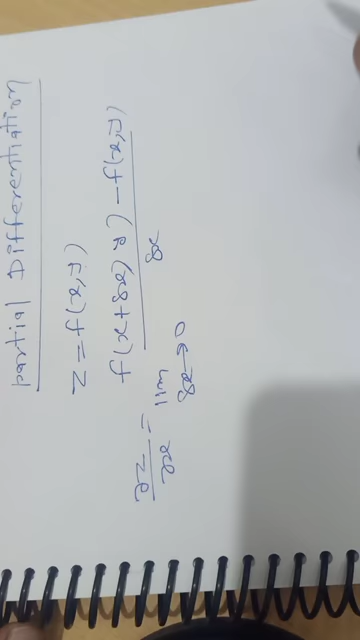 Partial Differentiation
Z = f(x,y)
∂z/∂x = lim δx→0 f(x+δx, y) − f(x,y) / δx